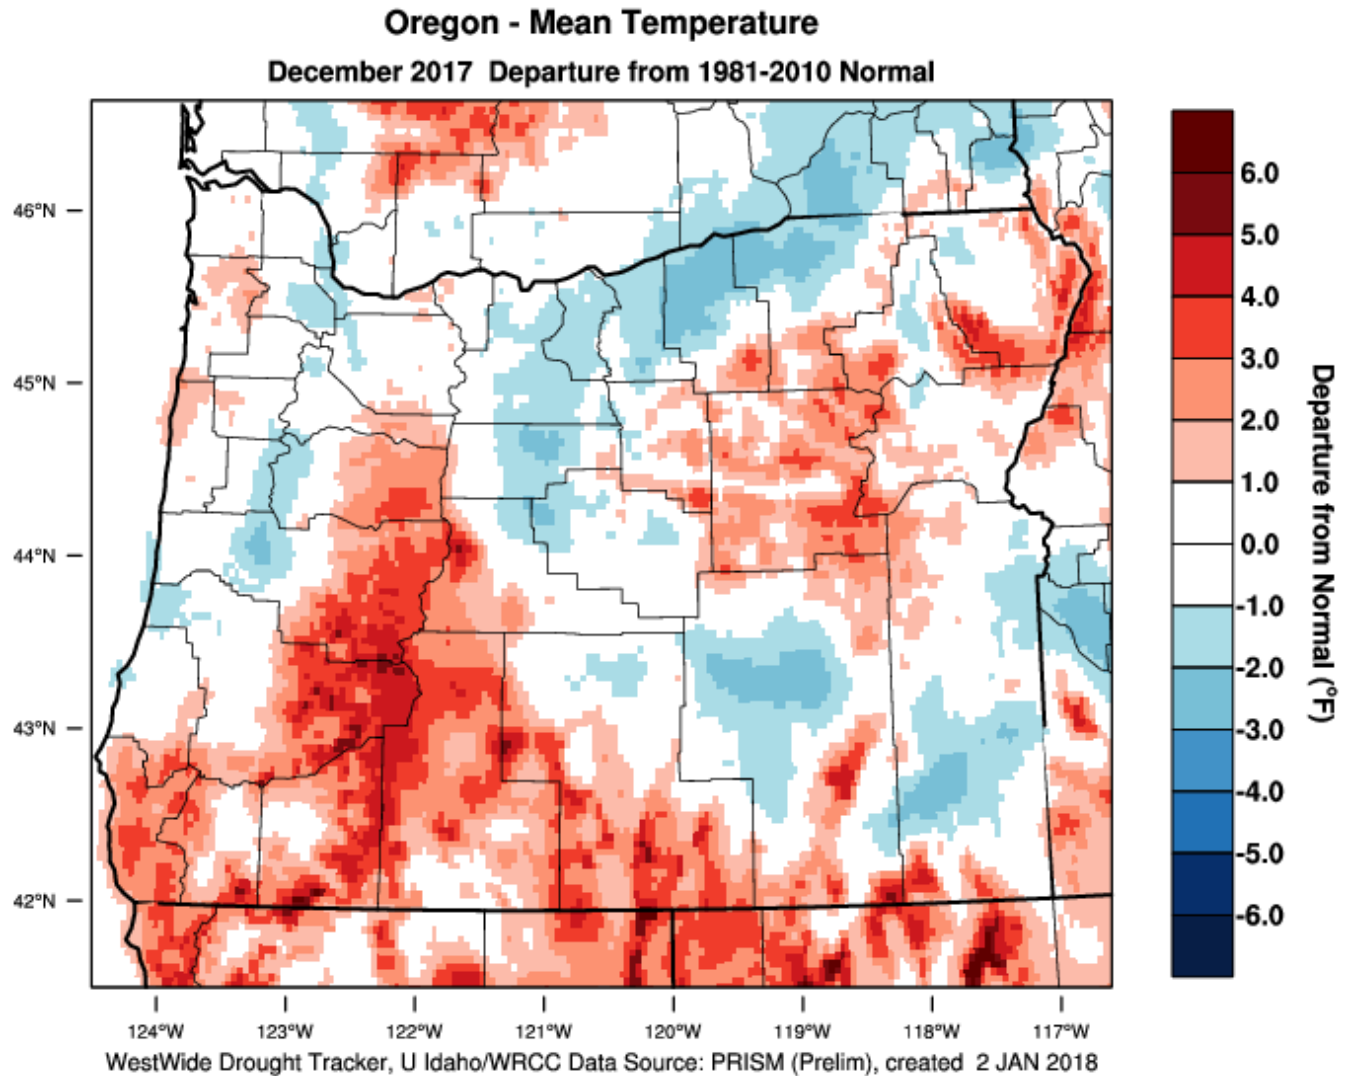 Oregon - Mean Temperature
December 2017  Departure from 1981-2010 Normal
46°N
45°N
44°N
43°N
42°N
124°W
123°W
122°W
121°W
120°W
119°W
118°W
117°W
6.0
5.0
4.0
3.0
2.0
1.0
0.0
-1.0
-2.0
-3.0
-4.0
-5.0
-6.0
Departure from Normal (°F)
WestWide Drought Tracker, U Idaho/WRCC Data Source: PRISM (Prelim), created  2 JAN 2018